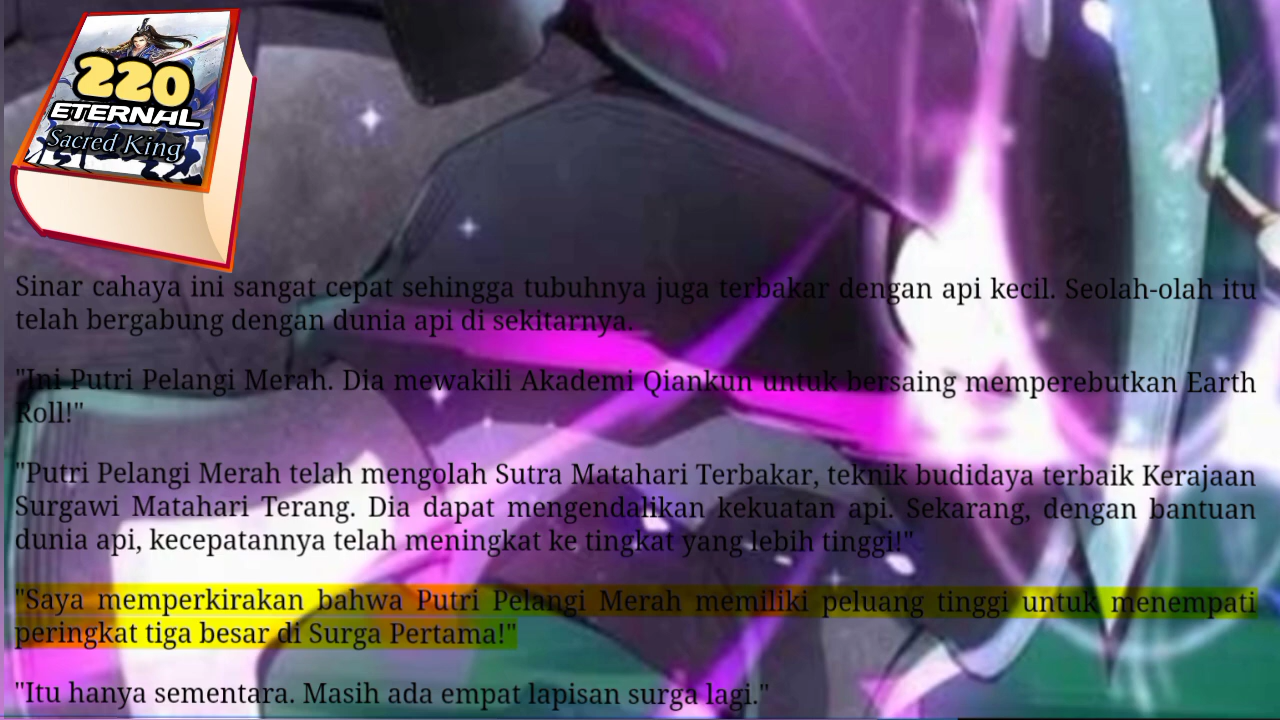 220
ETERNAL
Sacred King
Sinar cahaya ini sangat cepat sehingga tubuhnya juga terbakar dengan api kecil. Seolah-olah itu
telah bergabung dengan dunia api di sekitarnya.
"Ini Putri Pelangi Merah. Dia mewakili Akademi Qiankun untuk bersaing memperebutkan Earth
Roll!"
"Putri Pelangi Merah telah mengolah Sutra Matahari Terbakar, teknik budidaya terbaik Kerajaan
Surgawi Matahari Terang. Dia dapat mengendalikan kekuatan api. Sekarang, dengan bantuan
dunia api, kecepatannya telah meningkat ke tingkat yang lebih tinggi!"
"Saya memperkirakan bahwa Putri Pelangi Merah memiliki peluang tinggi untuk menempati
peringkat tiga besar di Surga Pertama!"
"Itu hanya sementara. Masih ada empat lapisan surga lagi."